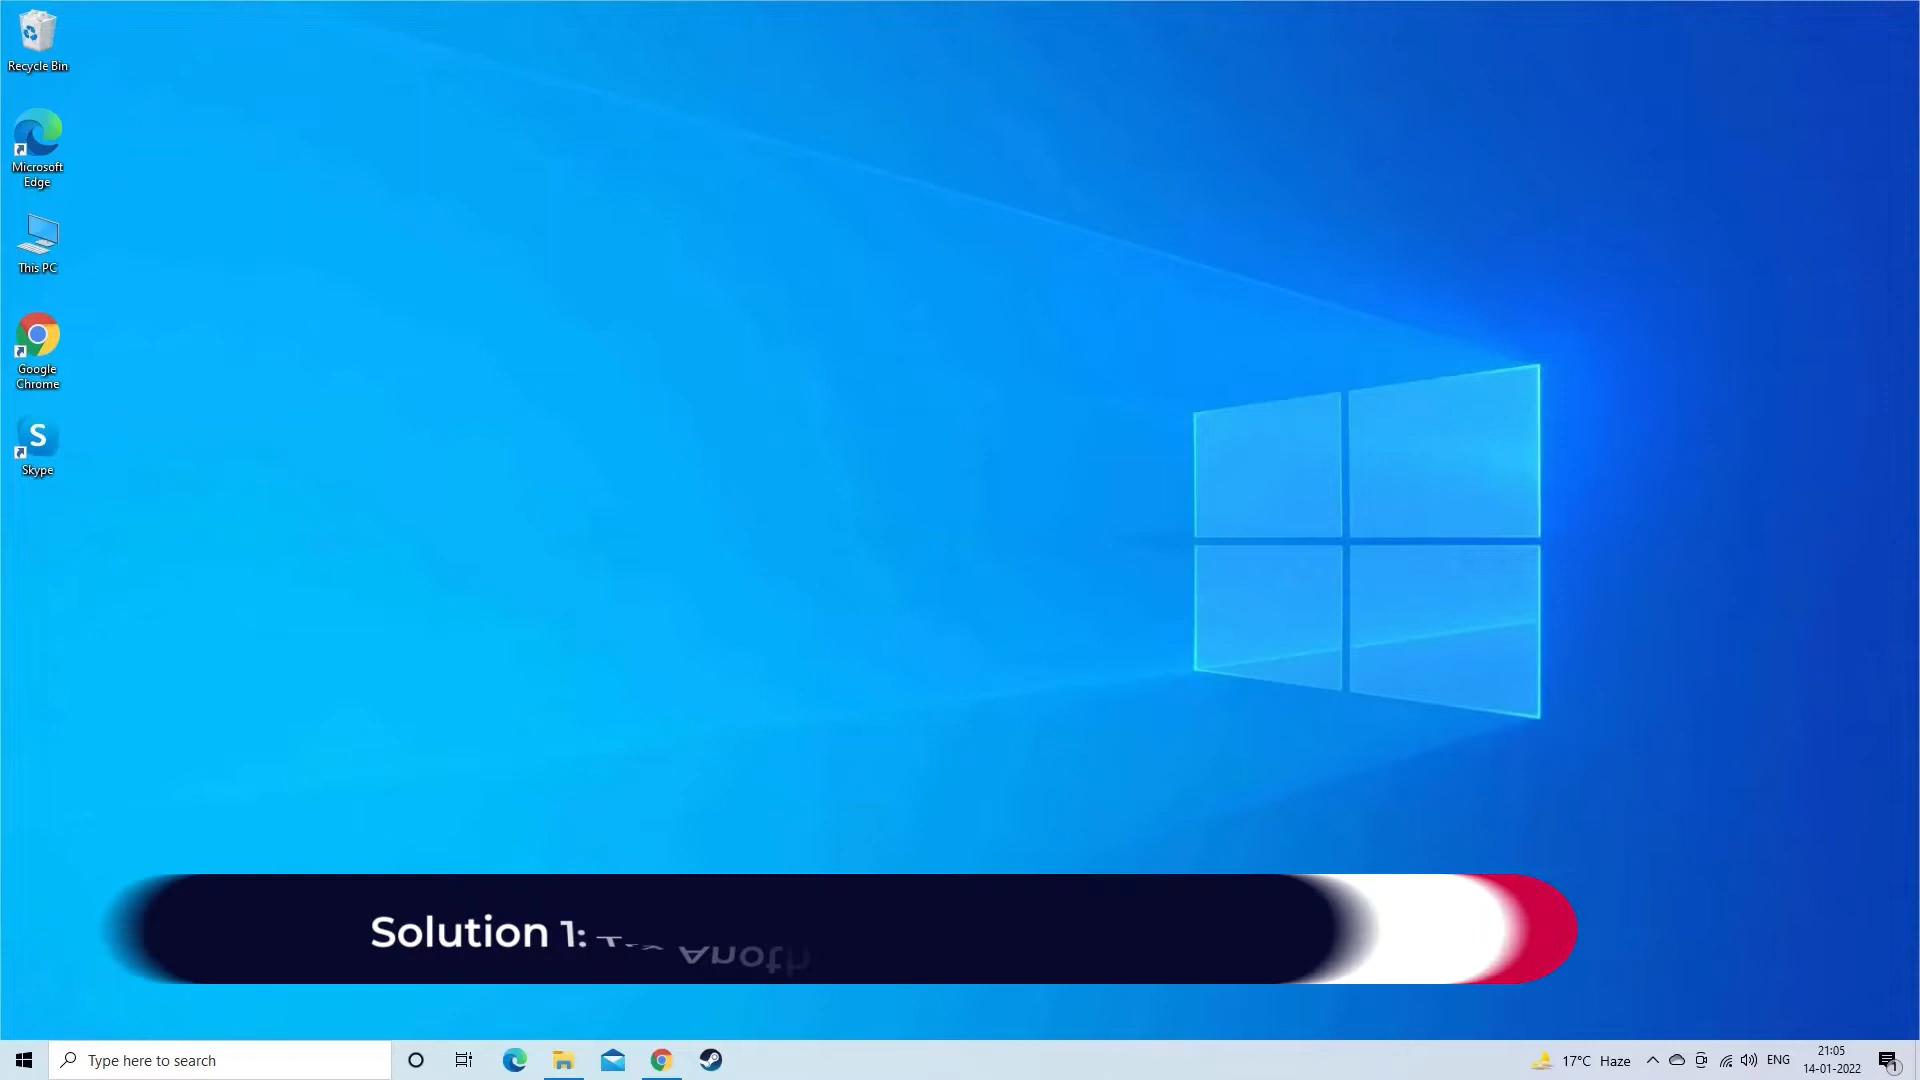 Recycle Bin
Microsoft
Edge
This PC
Google
Chrome
S
Skype
Solution 1:
Type here to search
17°C Haze
ENG
21:05
14-01-2022
1